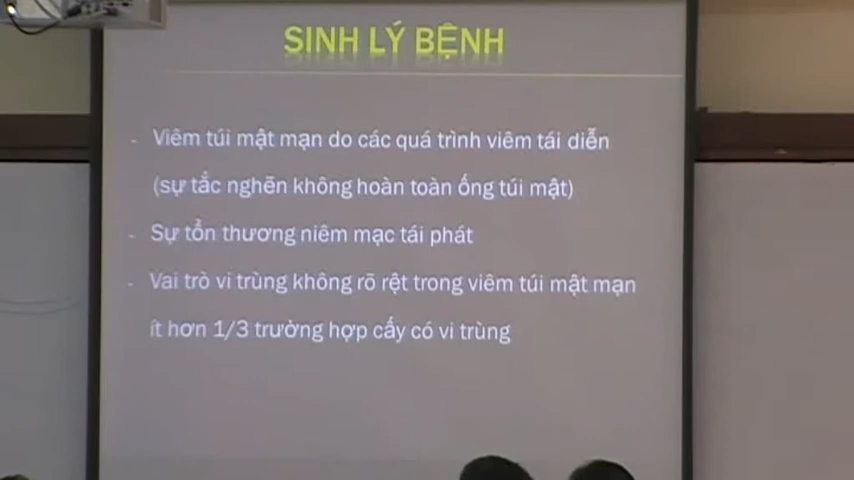 SINH LÝ BỆNH
- Viêm túi mật mạn do các quá trình viêm tái diễn
(sự tắc nghẽn không hoàn toàn ống túi mật)
- Sự tổn thương niêm mạc tái phát
- Vai trò vi trùng không rõ rệt trong viêm túi mật mạn
ít hơn 1/3 trường hợp cấy có vi trùng